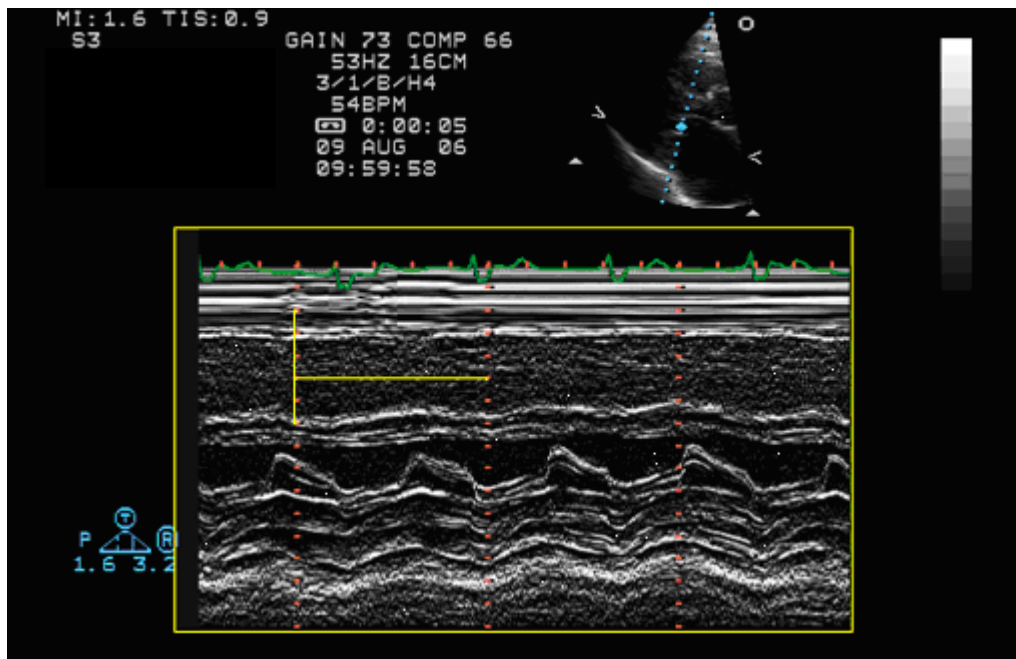 MI:1.6 TIS:0.9
S3
GAIN 73 COMP 66
53HZ 16CM
3/1/B/H4
54BPM
0:00:05
09 AUG 06
09:59:58
T
P R
1.6 3.2